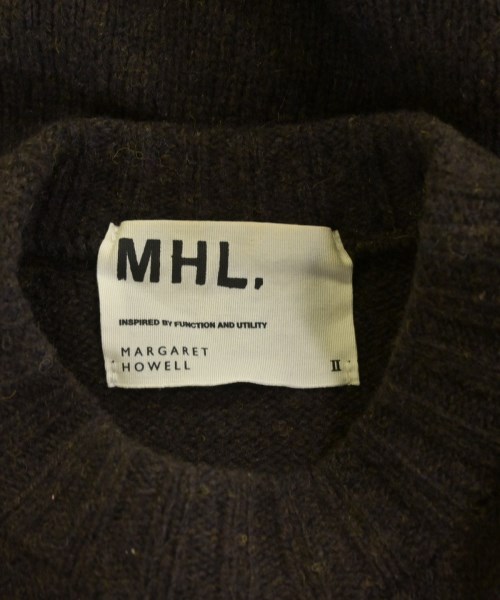 MHL.
INSPIRED BY FUNCTION AND UTILITY
MARGARET
HOWELL
II